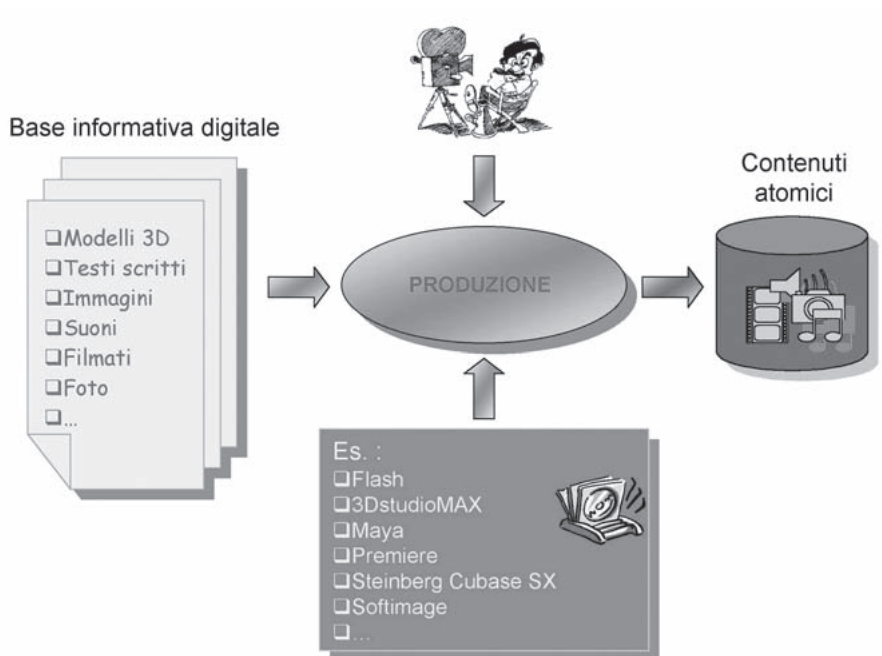 Base informativa digitale
❑Modelli 3D
❑Testi scritti
❑Immagini
❑Suoni
❑Filmati
❑Foto
❑...
PRODUZIONE
Contenuti
atomici
Es. :
❑Flash
❑3DstudioMAX
❑Maya
❑Premiere
❑Steinberg Cubase SX
❑Softimage
❑...